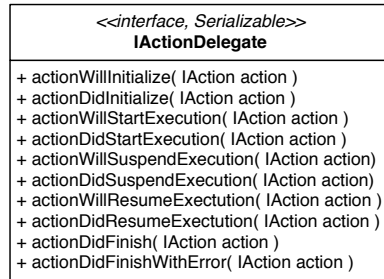 <<interface, Serializable>>
IActionDelegate
+ actionWillInitialize( IAction action )
+ actionDidInitialize( IAction action )
+ actionWillStartExecution( IAction action )
+ actionDidStartExecution( IAction action )
+ actionWillSuspendExecution( IAction action)
+ actionDidSuspendExecution( IAction action)
+ actionWillResumeExecution( IAction action )
+ actionDidResumeExectution( IAction action )
+ actionDidFinish( IAction action )
+ actionDidFinishWithError( IAction action )